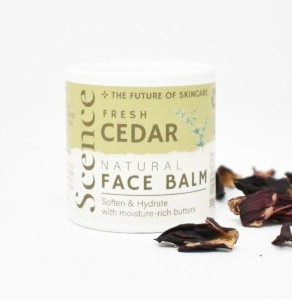 Scence
+ THE FUTURE OF SKINCARE
FRESH
CEDAR
NATURAL
FACE BALM
Soften & Hydrate
with moisture-rich butters